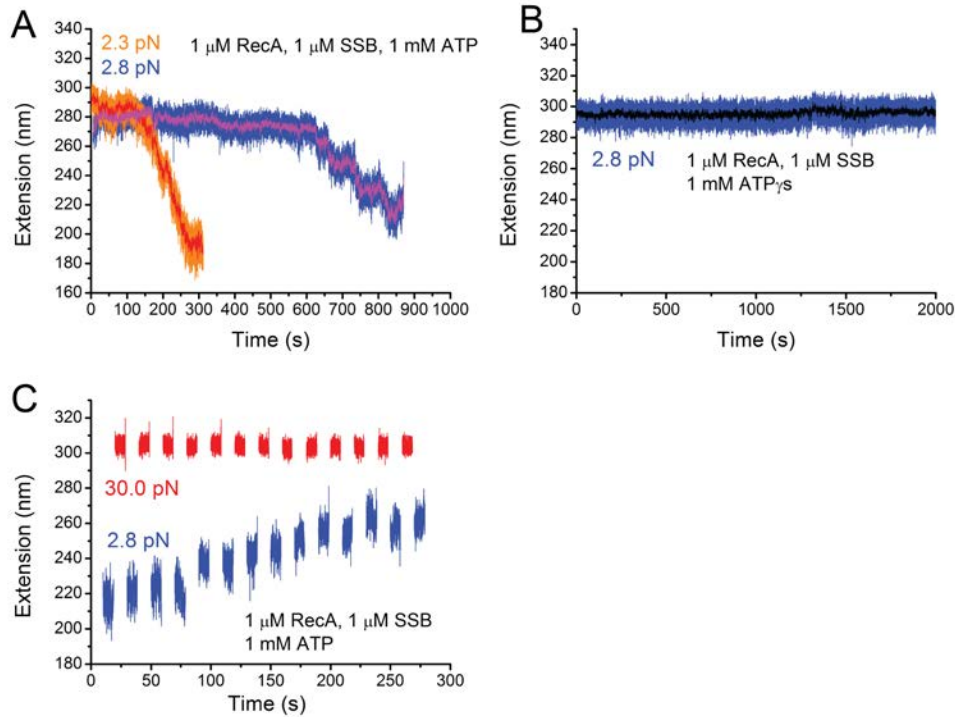 A
2.3 pN
2.8 pN
1 μM RecA, 1 μM SSB, 1 mM ATP
340
320
300
280
260
240
220
200
180
160
Extension (nm)
0 100 200 300 400 500 600 700 800 900 1000
Time (s)
B
340
320
300
280
260
240
220
200
180
Extension (nm)
2.8 pN
1 μM RecA, 1 μM SSB
1 mM ATPγs
0 500 1000 1500 2000
Time (s)
C
320
300
280
260
240
220
200
180
Extension (nm)
30.0 pN
2.8 pN
1 μM RecA, 1 μM SSB
1 mM ATP
0 50 100 150 200 250 300
Time (s)